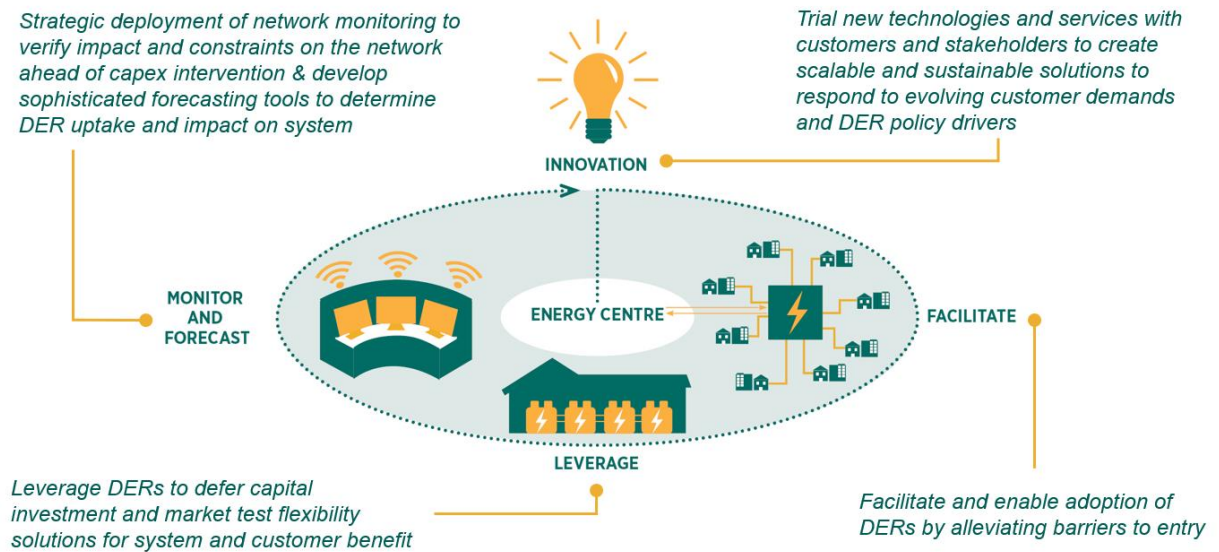 Strategic deployment of network monitoring to
verify impact and constraints on the network
ahead of capex intervention & develop
sophisticated forecasting tools to determine
DER uptake and impact on system
Trial new technologies and services with
customers and stakeholders to create
scalable and sustainable solutions to
respond to evolving customer demands
and DER policy drivers
INNOVATION
MONITOR
AND
FORECAST
ENERGY CENTRE
FACILITATE
LEVERAGE
Leverage DERs to defer capital
investment and market test flexibility
solutions for system and customer benefit
Facilitate and enable adoption of
DERs by alleviating barriers to entry